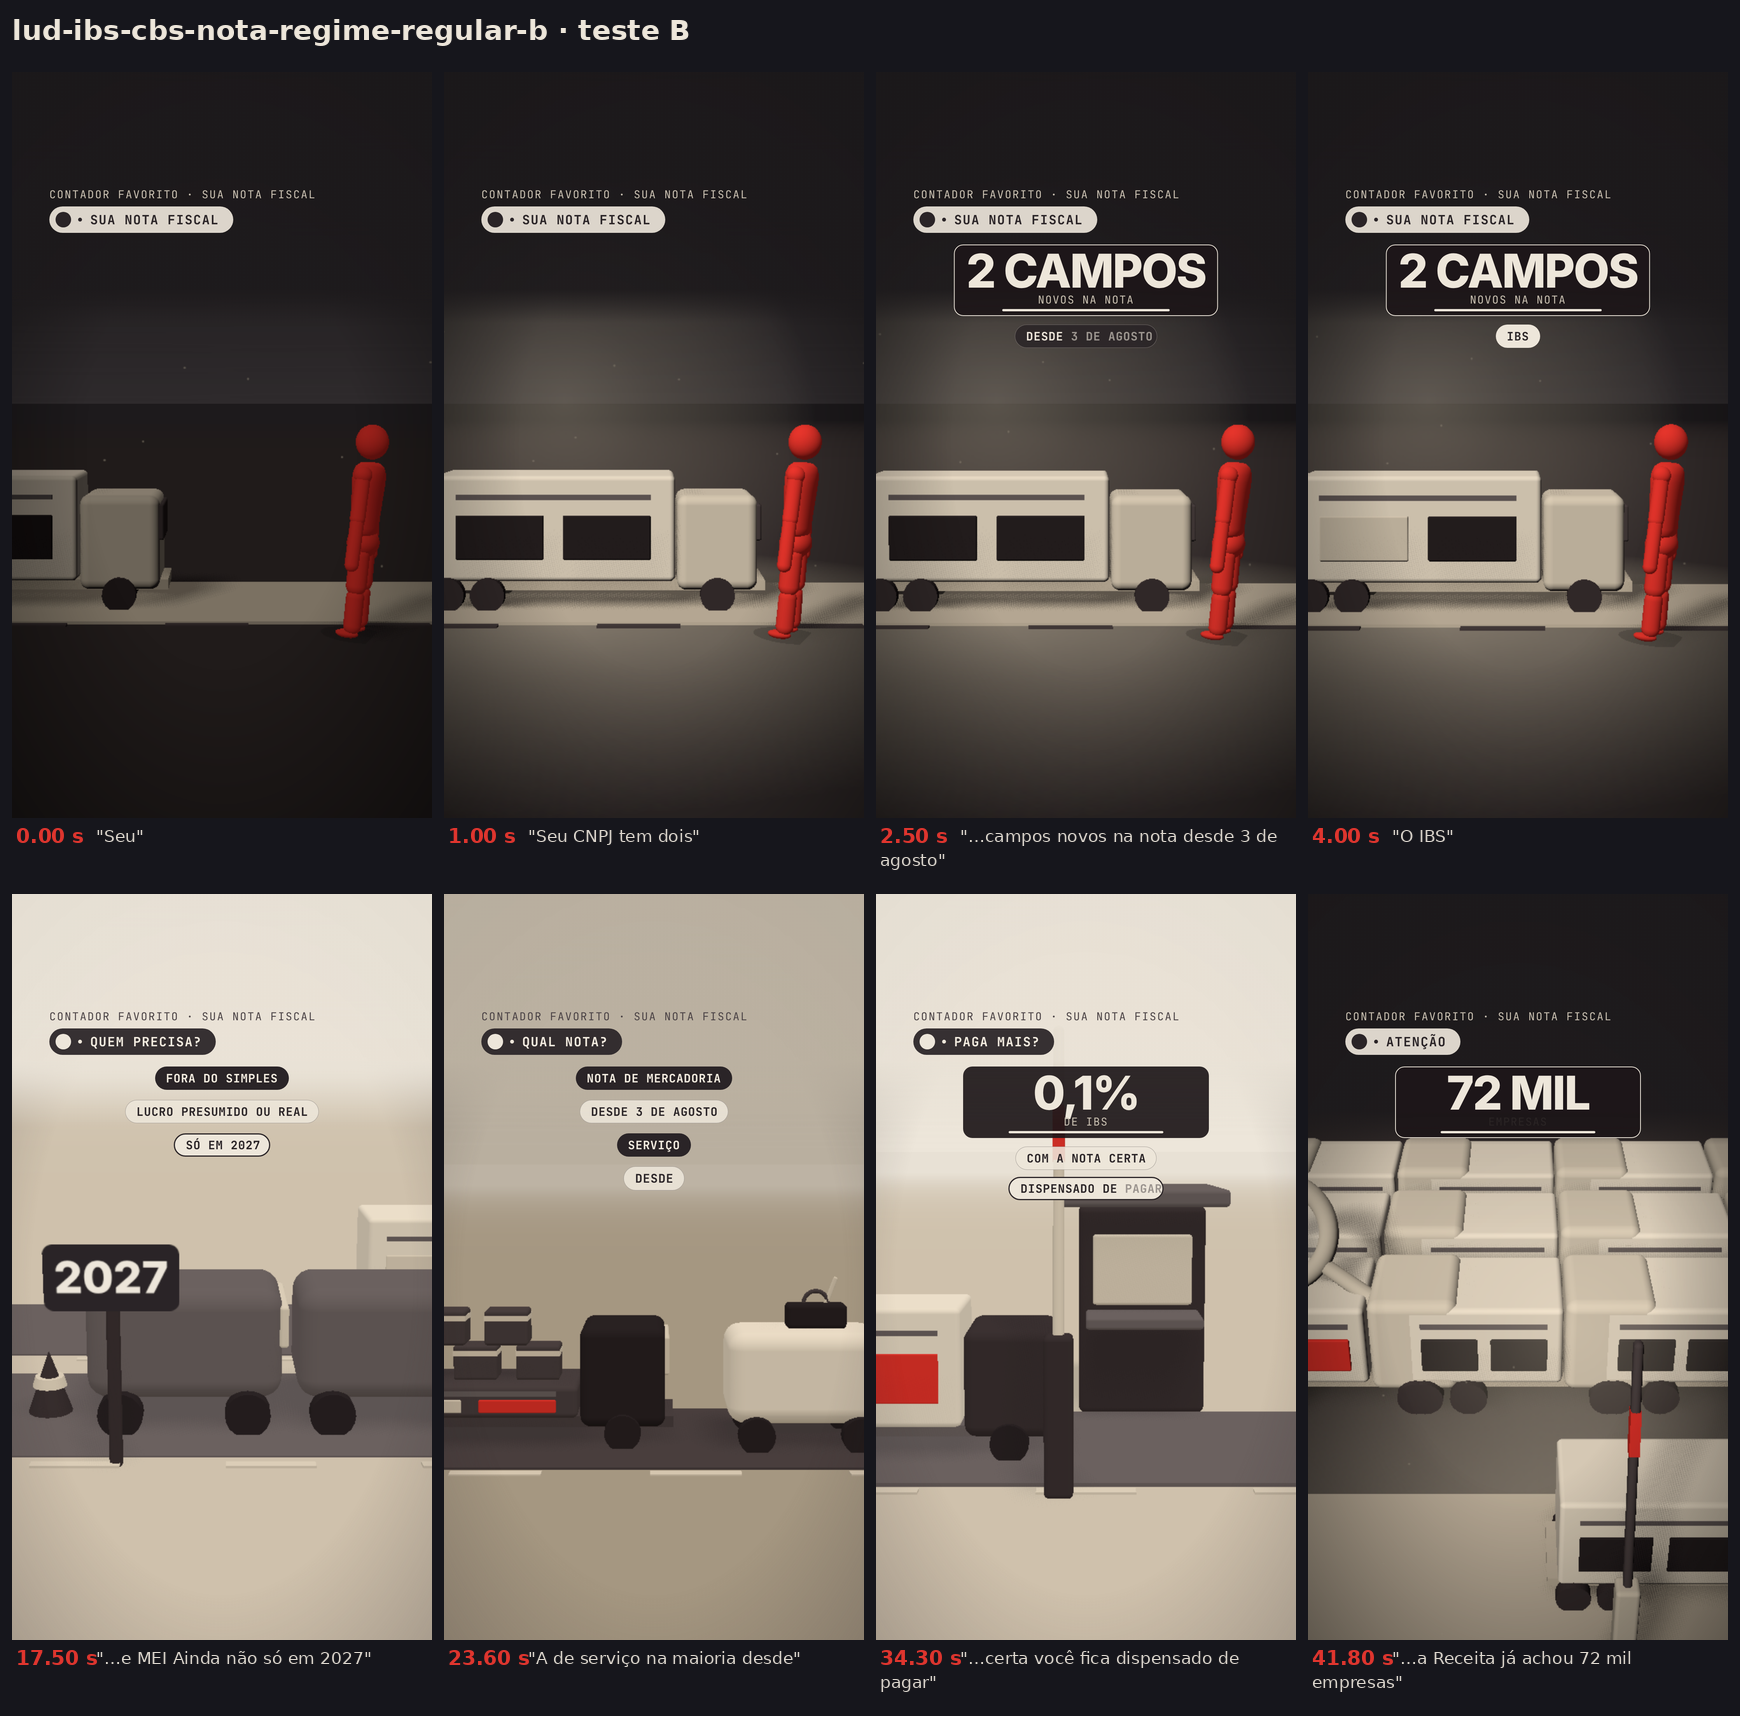 lud-ibs-cbs-nota-regime-regular-b · teste B
CONTADOR FAVORITO · SUA NOTA FISCAL
• SUA NOTA FISCAL
0.00 s "Seu"
CONTADOR FAVORITO · SUA NOTA FISCAL
• SUA NOTA FISCAL
1.00 s "Seu CNPJ tem dois"
CONTADOR FAVORITO · SUA NOTA FISCAL
• SUA NOTA FISCAL
2 CAMPOS
NOVOS NA NOTA
DESDE 3 DE AGOSTO
2.50 s "...campos novos na nota desde 3 de
agosto"
CONTADOR FAVORITO · SUA NOTA FISCAL
• SUA NOTA FISCAL
2 CAMPOS
NOVOS NA NOTA
IBS
4.00 s "O IBS"
CONTADOR FAVORITO · SUA NOTA FISCAL
• QUEM PRECISA?
FORA DO SIMPLES
LUCRO PRESUMIDO OU REAL
SÓ EM 2027
2027
17.50 s "...e MEI Ainda não só em 2027"
CONTADOR FAVORITO · SUA NOTA FISCAL
• QUAL NOTA?
NOTA DE MERCADORIA
DESDE 3 DE AGOSTO
SERVIÇO
DESDE
23.60 s "A de serviço na maioria desde"
CONTADOR FAVORITO · SUA NOTA FISCAL
• PAGA MAIS?
0,1%
DE IBS
COM A NOTA CERTA
DISPENSADO DE PAGAR
34.30 s "...certa você fica dispensado de
pagar"
CONTADOR FAVORITO · SUA NOTA FISCAL
• ATENÇÃO
72 MIL
EMPRESAS
41.80 s "...a Receita já achou 72 mil
empresas"